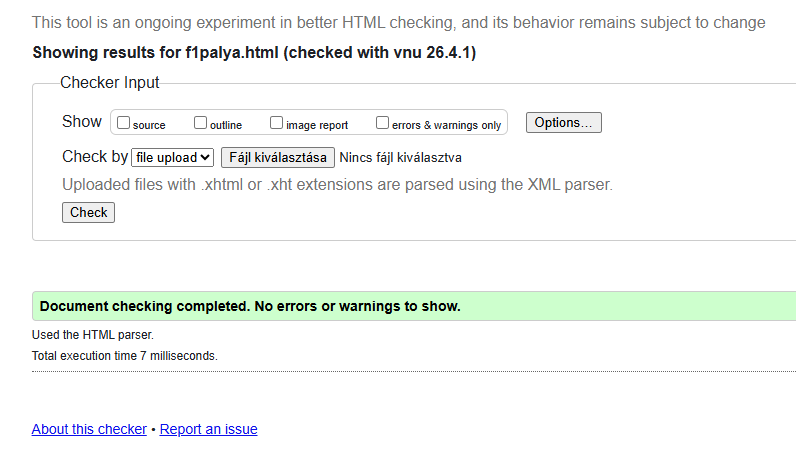 This tool is an ongoing experiment in better HTML checking, and its behavior remains subject to change
Showing results for f1palya.html (checked with vnu 26.4.1)
Checker Input
Show source outline image report errors & warnings only Options...
Check by file upload Fájl kiválasztása Nincs fájl kiválasztva
Uploaded files with .xhtml or .xht extensions are parsed using the XML parser.
Check
Document checking completed. No errors or warnings to show.
Used the HTML parser.
Total execution time 7 milliseconds.
About this checker • Report an issue